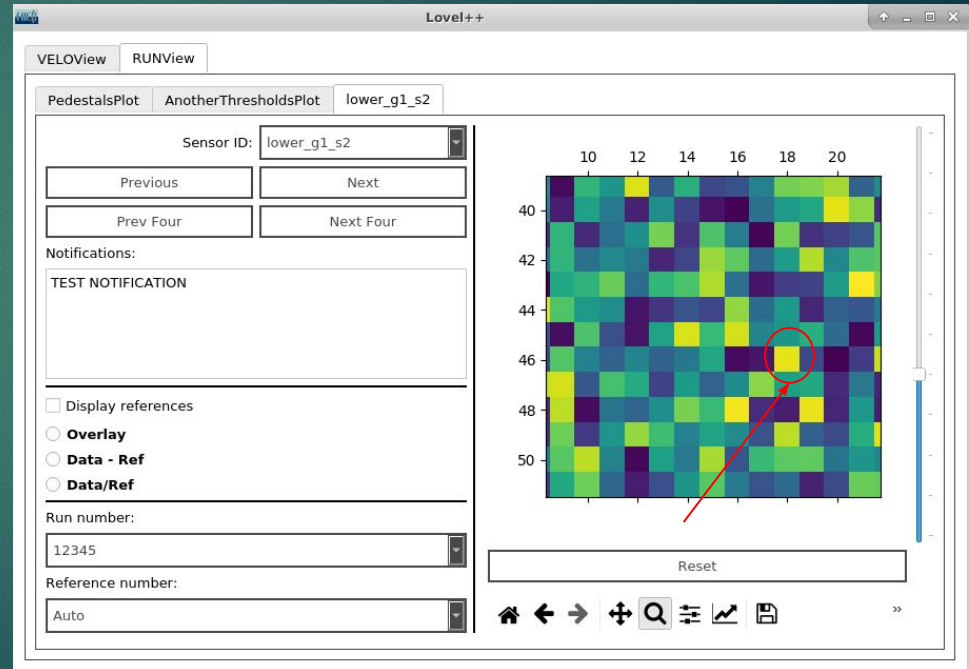 Lovel++
VELOView RUNView
PedestalsPlot AnotherThresholdsPlot lower_g1_s2
Sensor ID: lower_g1_s2
Previous Next
Prev Four Next Four
Notifications:
TEST NOTIFICATION
Display references
Overlay
Data - Ref
Data/Ref
Run number:
12345
Reference number:
Auto
10 12 14 16 18 20
40
42
44
46
48
50
Reset
»